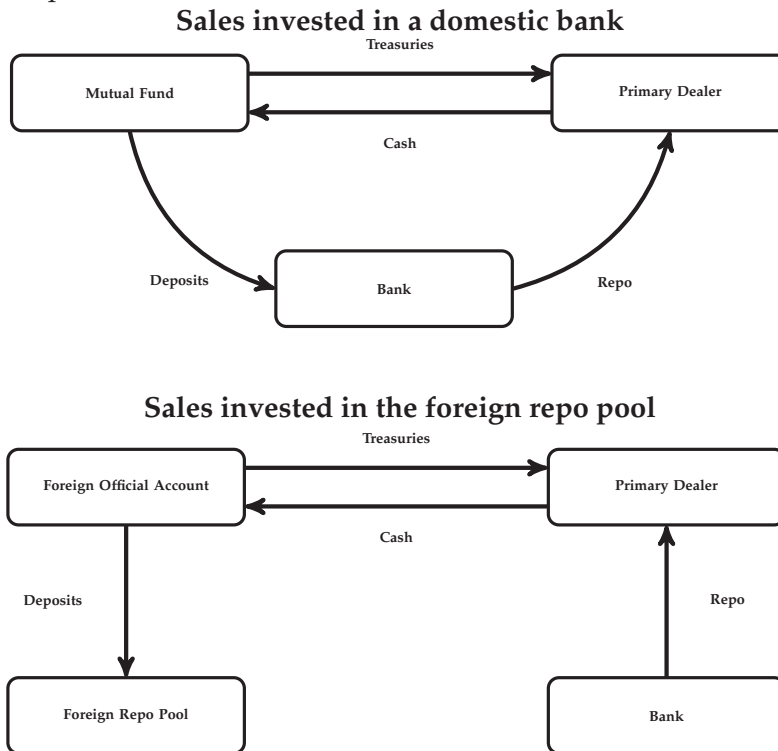 Sales invested in a domestic bank
Treasuries
Mutual Fund
Primary Dealer
Cash
Deposits
Bank
Repo
Sales invested in the foreign repo pool
Treasuries
Foreign Official Account
Primary Dealer
Cash
Deposits
Repo
Foreign Repo Pool
Bank